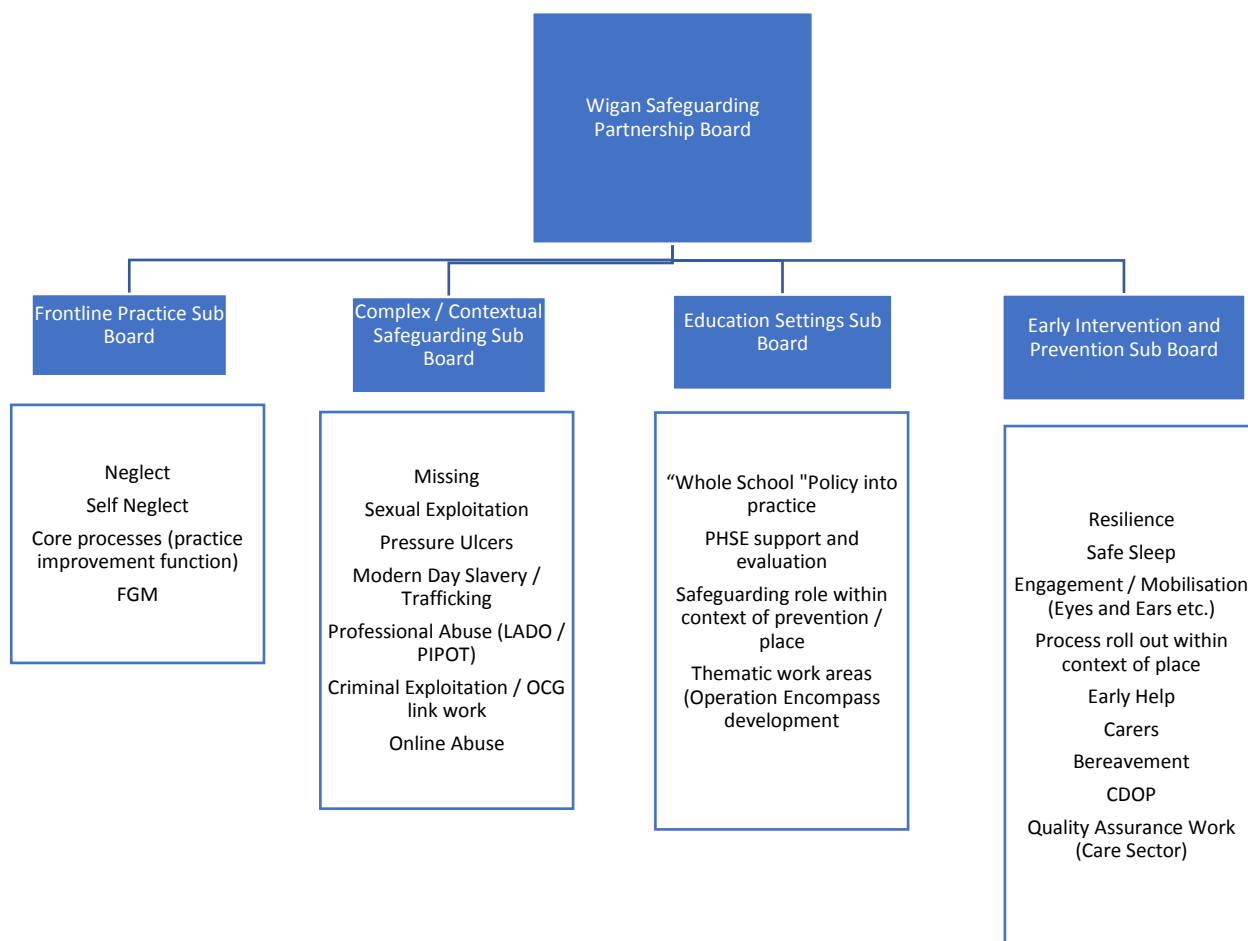 Wigan Safeguarding
Partnership Board
Frontline Practice Sub
Board
Complex / Contextual
Safeguarding Sub
Board
Education Settings Sub
Board
Early Intervention and
Prevention Sub Board
Neglect
Self Neglect
Core processes (practice
improvement function)
FGM
Missing
Sexual Exploitation
Pressure Ulcers
Modern Day Slavery /
Trafficking
Professional Abuse (LADO /
PIPOT)
Criminal Exploitation / OCG
link work
Online Abuse
“Whole School "Policy into
practice
PHSE support and
evaluation
Safeguarding role within
context of prevention /
place
Thematic work areas
(Operation Encompass
development
Resilience
Safe Sleep
Engagement / Mobilisation
(Eyes and Ears etc.)
Process roll out within
context of place
Early Help
Carers
Bereavement
CDOP
Quality Assurance Work
(Care Sector)